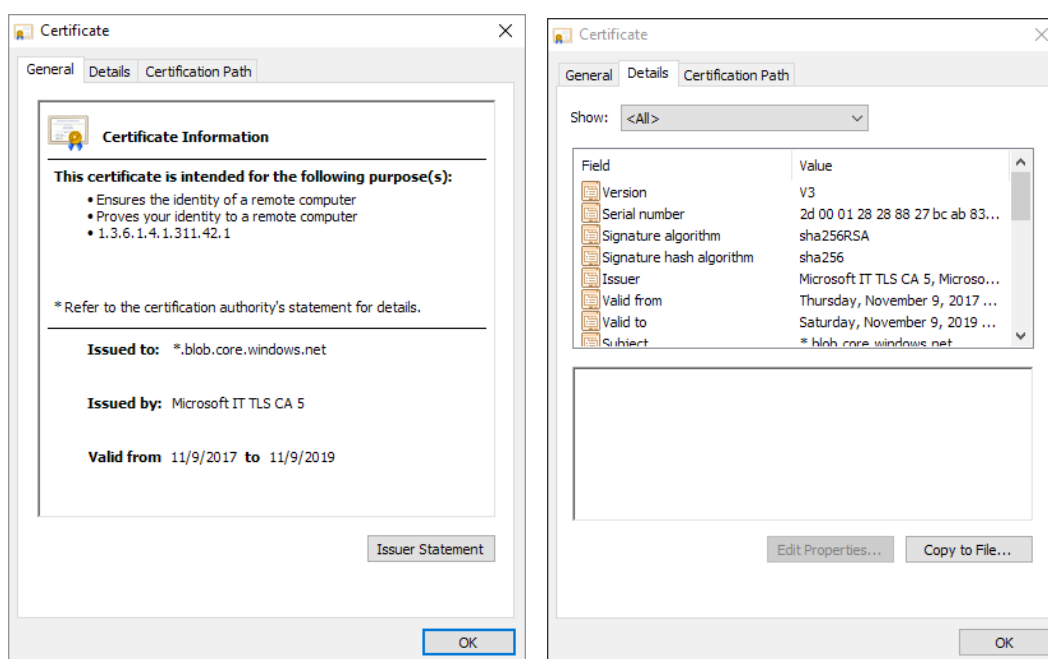 Certificate
General Details Certification Path
Certificate Information
This certificate is intended for the following purpose(s):
• Ensures the identity of a remote computer
• Proves your identity to a remote computer
• 1.3.6.1.4.1.311.42.1
* Refer to the certification authority's statement for details.
Issued to: *.blob.core.windows.net
Issued by: Microsoft IT TLS CA 5
Valid from 11/9/2017 to 11/9/2019
Issuer Statement
OK
Certificate
General Details Certification Path
Show: <All>
Field Value
Version V3
Serial number 2d 00 01 28 28 88 27 bc ab 83...
Signature algorithm sha256RSA
Signature hash algorithm sha256
Issuer Microsoft IT TLS CA 5, Microso...
Valid from Thursday, November 9, 2017 ...
Valid to Saturday, November 9, 2019 ...
Subject *.blob.core.windows.net
Edit Properties... Copy to File...
OK